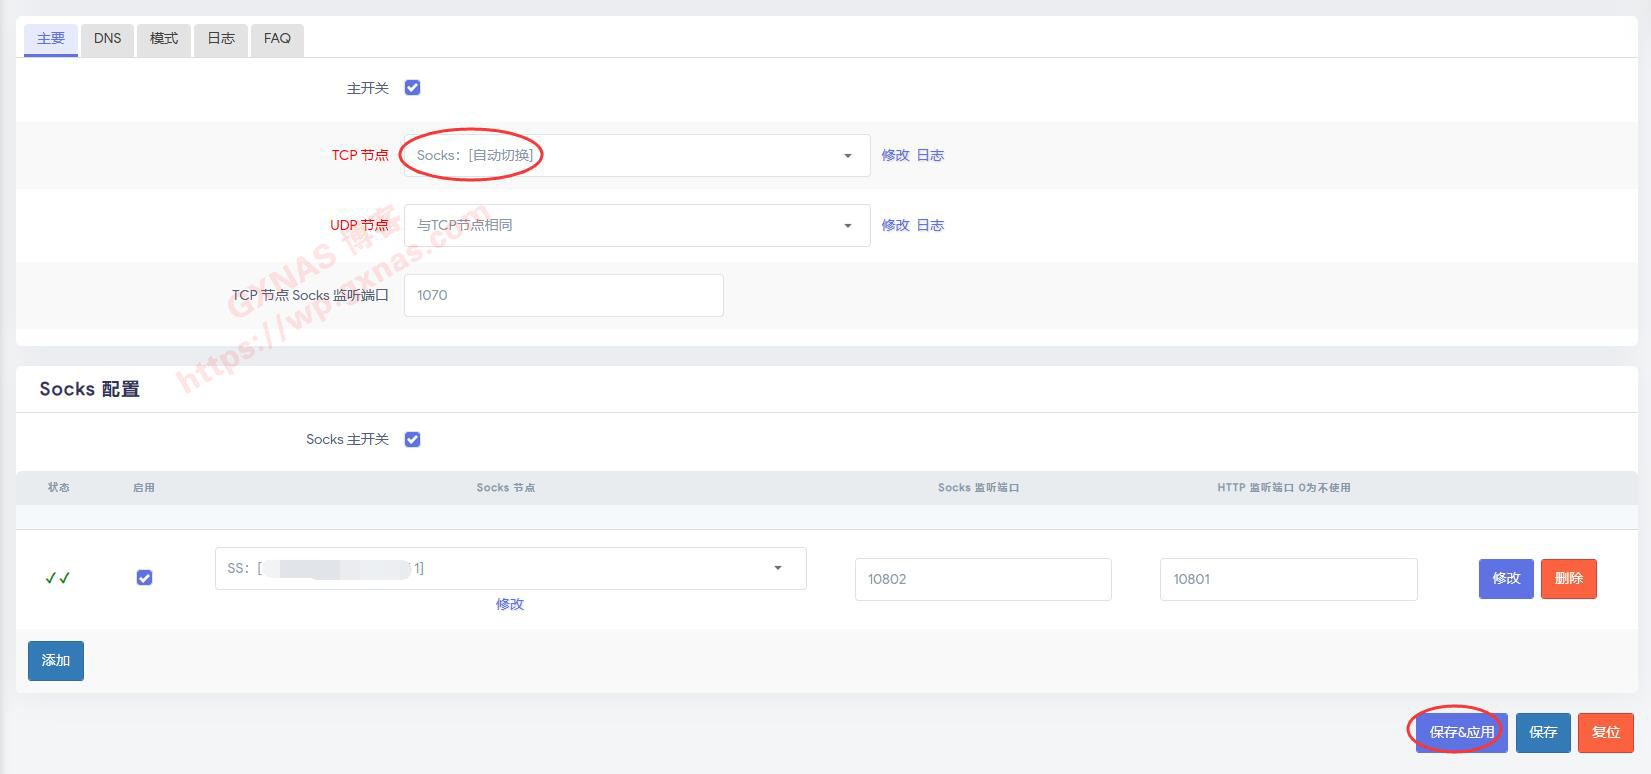 主要 DNS 模式 日志 FAQ
主开关
TCP 节点 Socks：[自动切换] 修改 日志
UDP 节点 与TCP节点相同 修改 日志
TCP 节点 Socks 监听端口 1070
GXNAS 博客
https://wp.gxnas.com
Socks 配置
Socks 主开关
状态 启用 Socks 节点 Socks 监听端口 HTTP 监听端口 0为不使用
SS：[ 1] 10802 10801 修改 删除
修改
添加
保存&应用 保存 复位